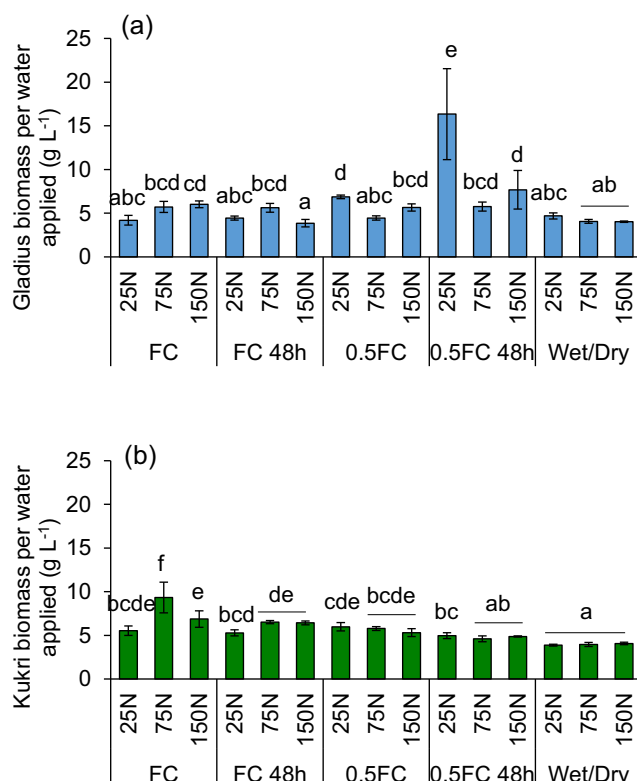 (a)
Gladius biomass per water
applied (g L⁻¹)
25
20
15
10
5
0
abc bcd cd abc bcd a d abc bcd e bcd d abc ab
25N 75N 150N 25N 75N 150N 25N 75N 150N 25N 75N 150N 25N 75N 150N
FC FC 48h 0.5FC 0.5FC 48h Wet/Dry
(b)
Kukri biomass per water
applied (g L⁻¹)
25
20
15
10
5
0
bcde f e bcd de cde bcde bc ab a
25N 75N 150N 25N 75N 150N 25N 75N 150N 25N 75N 150N 25N 75N 150N
FC FC 48h 0.5FC 0.5FC 48h Wet/Dry